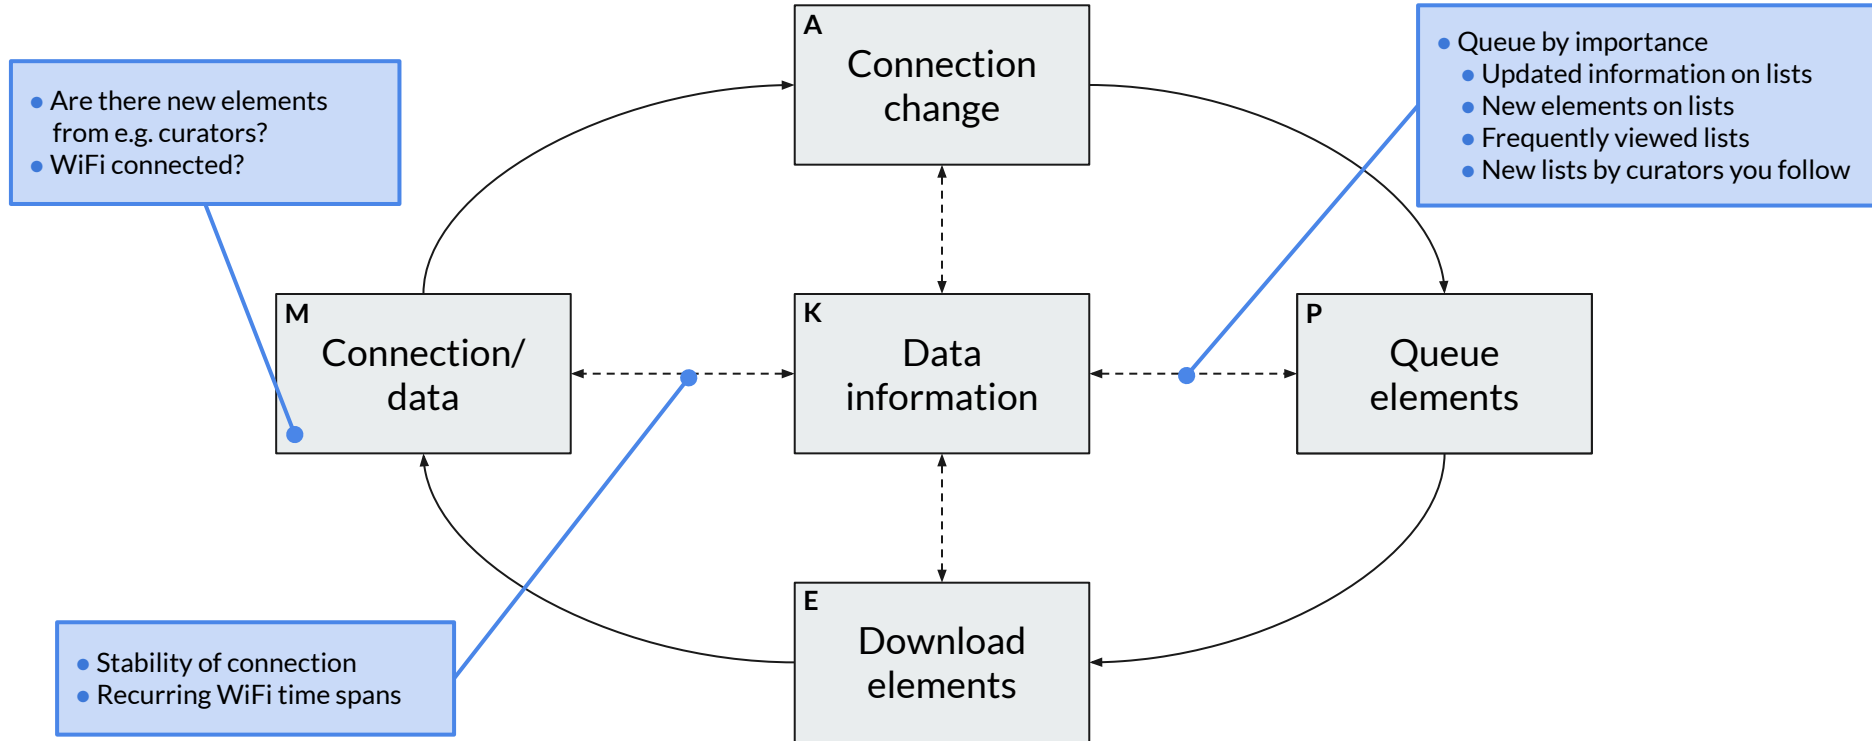 A
Connection
change
● Queue by importance
● Updated information on lists
● New elements on lists
● Frequently viewed lists
● New lists by curators you follow
● Are there new elements
from e.g. curators?
● WiFi connected?
M
Connection/
data
K
Data
information
P
Queue
elements
E
Download
elements
● Stability of connection
● Recurring WiFi time spans